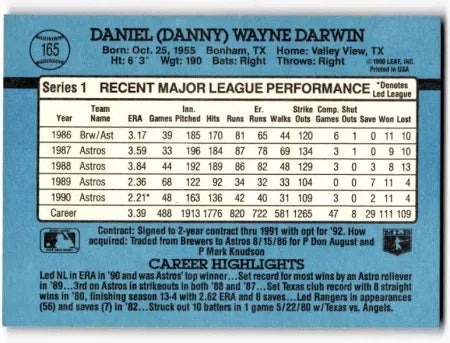 165
DANIEL (DANNY) WAYNE DARWIN
Born: Oct. 25, 1955 Bonham, TX Home: Valley View, TX
Ht: 6' 3" Wgt: 190 Bats: Right Throws: Right
©1990 LEAF, INC.
Printed in USA
Series 1 RECENT MAJOR LEAGUE PERFORMANCE *Denotes Led League
Year Team Name ERA Games Inn. Pitched Hits Runs Er. Runs Walks Strike Outs Comp. Games Shut Outs Save Won Lost
1986 Brw/Ast 3.17 39 185 170 81 65 44 120 6 1 0 11 10
1987 Astros 3.59 33 196 184 87 78 69 134 3 1 0 9 10
1988 Astros 3.84 44 192 189 86 82 48 129 3 0 3 8 13
1989 Astros 2.36 68 122 92 34 32 33 104 0 0 7 11 4
1990 Astros 2.21* 48 163 136 42 40 31 109 3 0 2 11 4
Career 3.39 488 1913 1776 810 722 581 1265 47 8 29 111 109
Contract: Signed to 2-year contract thru 1991 with opt for '92. How
acquired: Traded from Brewers to Astros 8/15/86 for P Don August and
P Mark Knudson
CAREER HIGHLIGHTS
Led NL in ERA in '90 and was Astros' top winner...Set record for most wins by an Astro reliever
in '89...3rd on Astros in strikeouts in both '88 and '87...Set Texas club record with 8 straight
wins in '80, finishing season 13-4 with 2.62 ERA and 8 saves...Led Rangers in appearances
(56) and saves (7) in '82...Struck out 10 batters in 1 game 5/22/80 w/Texas vs. Angels.